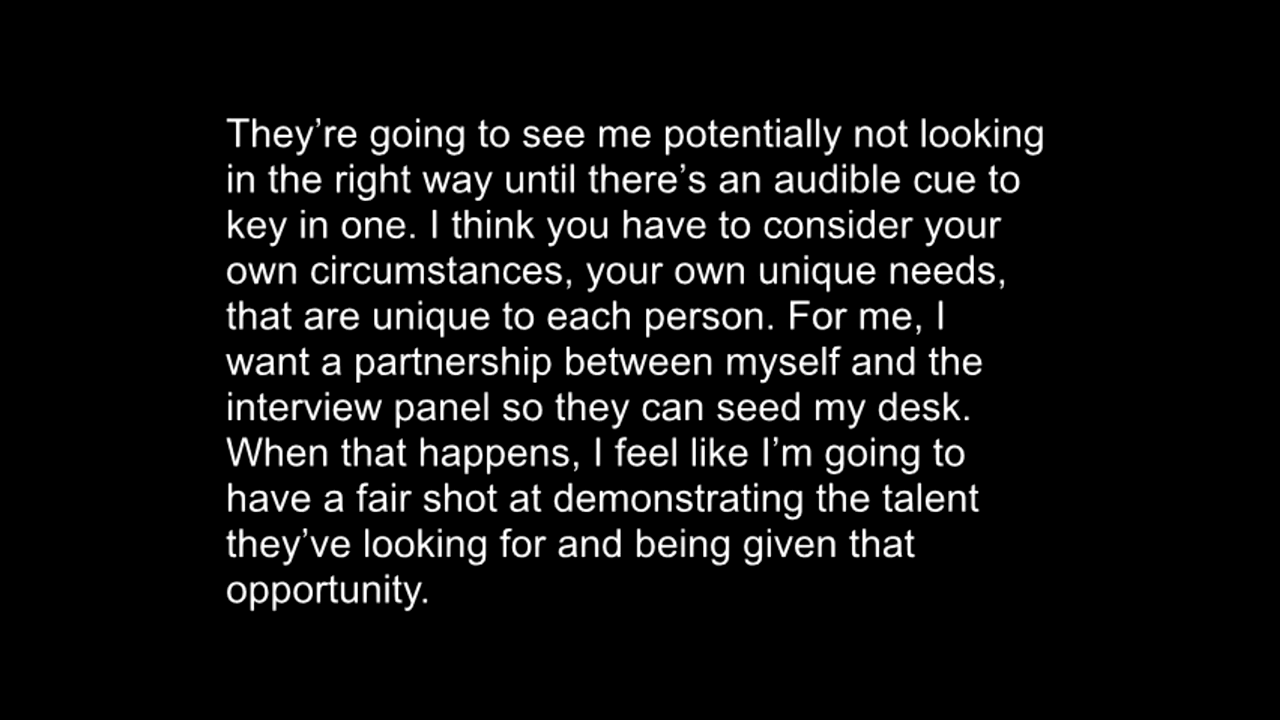 They’re going to see me potentially not looking
in the right way until there’s an audible cue to
key in one. I think you have to consider your
own circumstances, your own unique needs,
that are unique to each person. For me, I
want a partnership between myself and the
interview panel so they can seed my desk.
When that happens, I feel like I’m going to
have a fair shot at demonstrating the talent
they’ve looking for and being given that
opportunity.